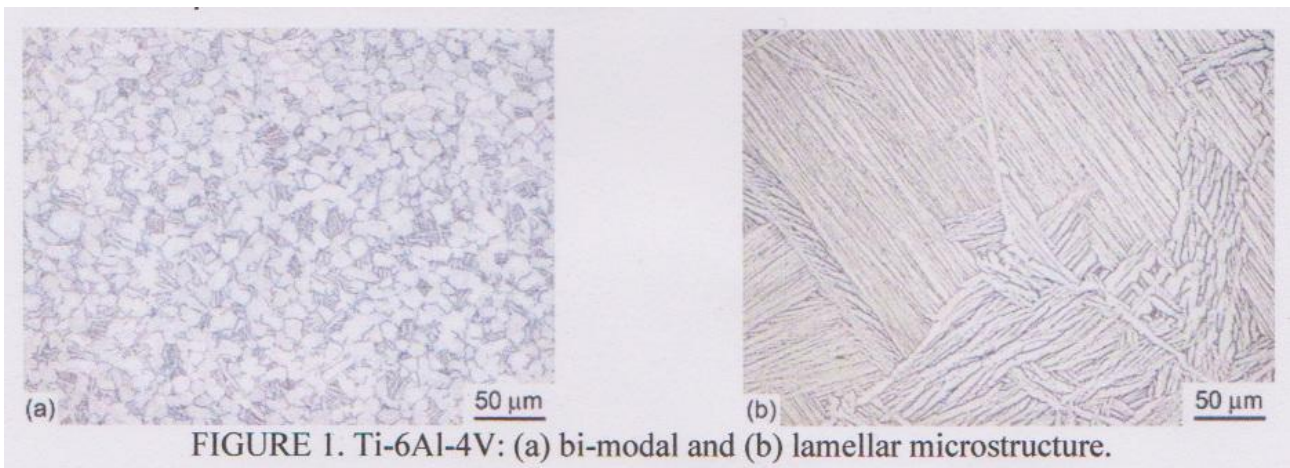 (a)
50 μm
(b)
50 μm
FIGURE 1. Ti-6Al-4V: (a) bi-modal and (b) lamellar microstructure.